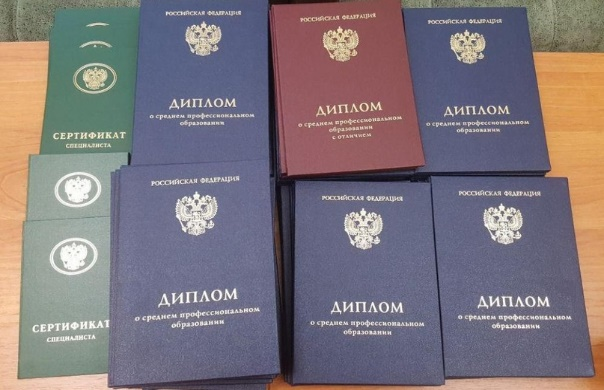 СЕРТИФИКАТ
СПЕЦИАЛИСТА
РОССИЙСКАЯ ФЕДЕРАЦИЯ
ДИПЛОМ
о среднем профессиональном
образовании
РОССИЙСКАЯ ФЕДЕРАЦИЯ
ДИПЛОМ
о среднем профессиональном
образовании
с отличием
РОССИЙСКАЯ ФЕДЕРАЦИЯ
ДИПЛОМ
о среднем профессиональном
образовании
СЕРТИФИКАТ
СПЕЦИАЛИСТА
РОССИЙСКАЯ ФЕДЕРАЦИЯ
ДИПЛОМ
о среднем профессиональном
образовании
РОССИЙСКАЯ ФЕДЕРАЦИЯ
ДИПЛОМ
о среднем профессиональном
образовании
РОССИЙСКАЯ ФЕДЕРАЦИЯ
ДИПЛОМ
о среднем профессиональном
образовании